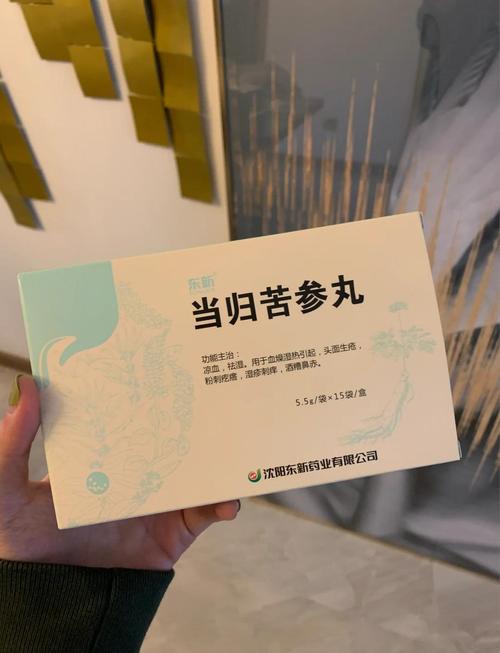 东新
当归苦参丸
功能主治：
凉血，祛湿。用于血燥湿热引起，头面生疮，
粉刺疙瘩，湿疹刺痒，酒糟鼻赤。
5.5g/袋×15袋/盒
沈阳东新药业有限公司